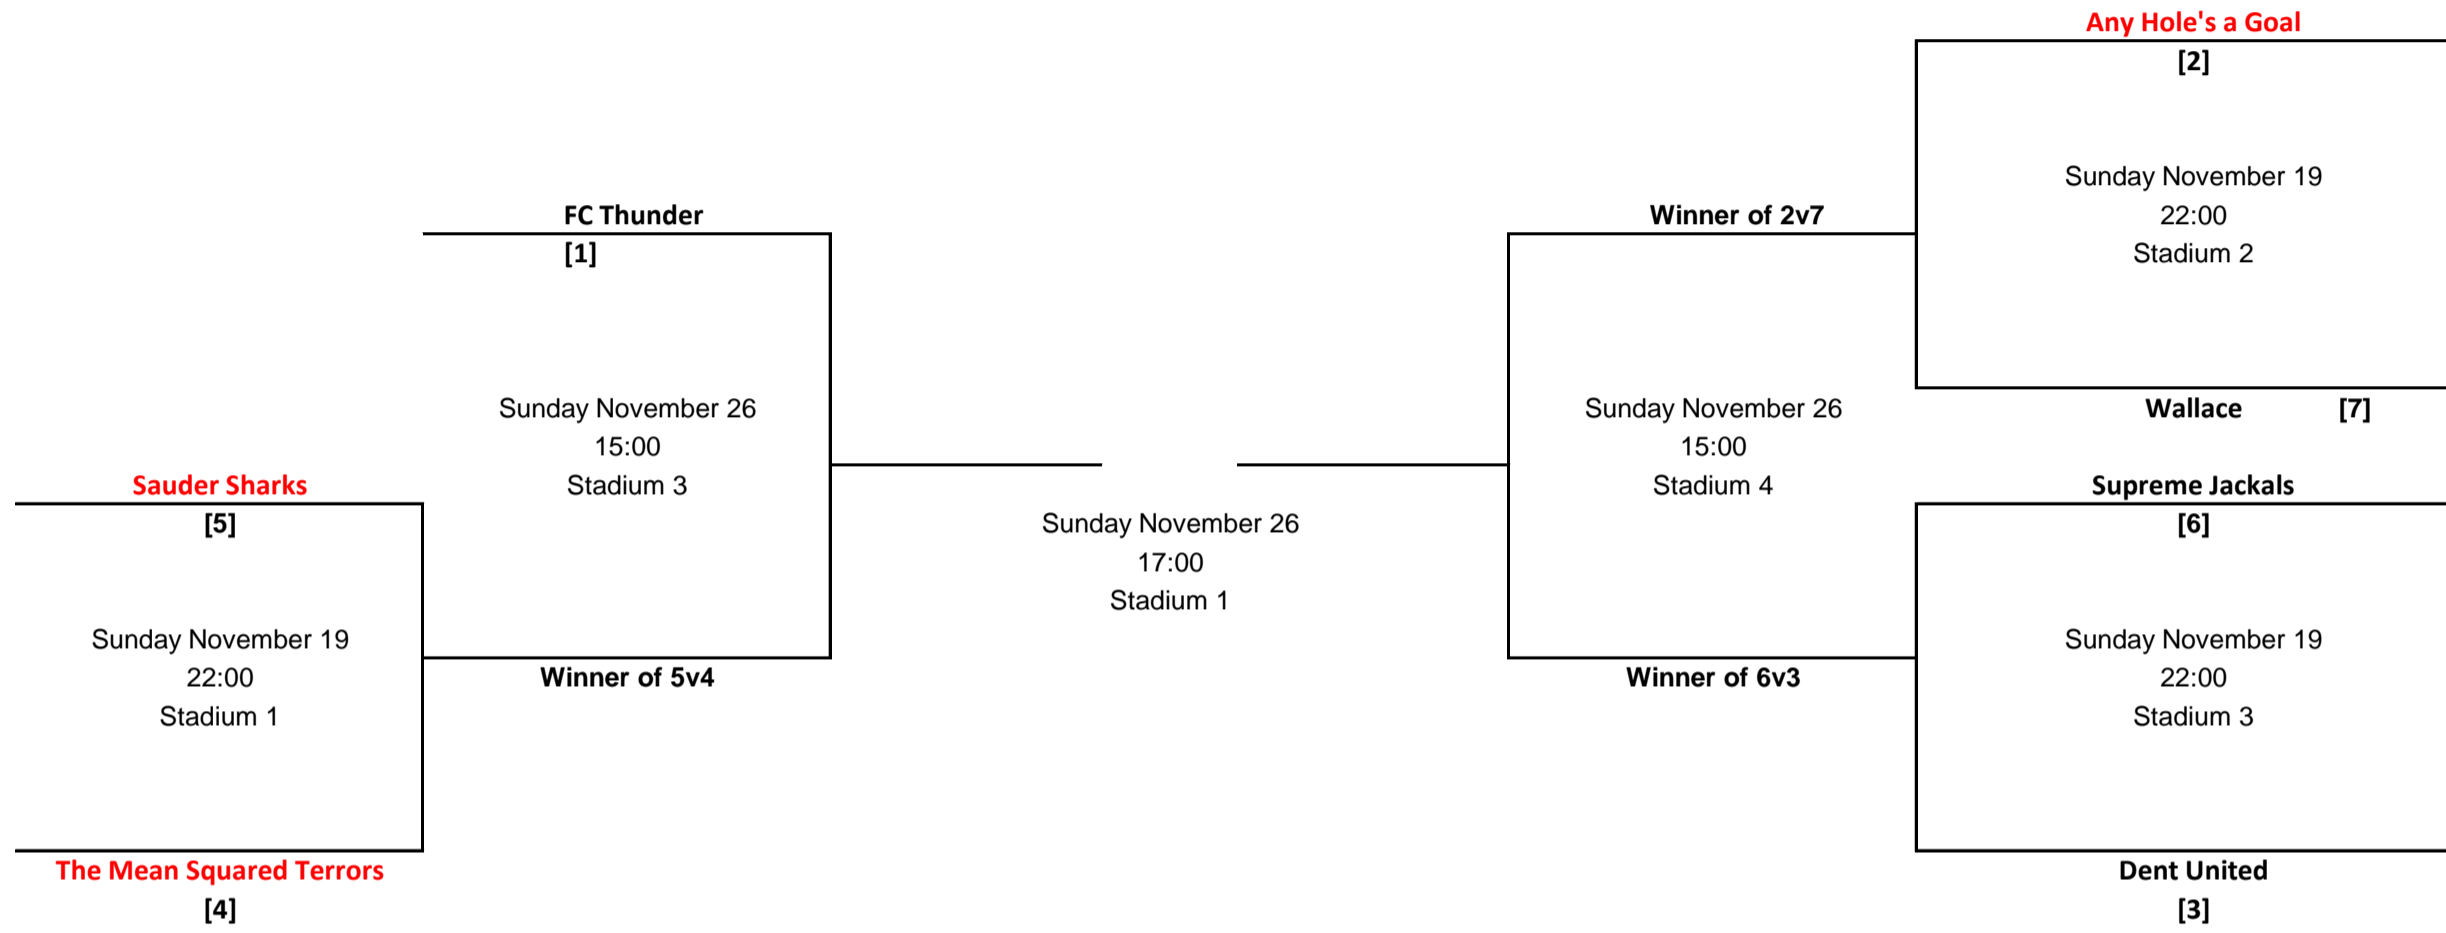 Any Hole's a Goal
[2]
Sunday November 19
22:00
Stadium 2
FC Thunder
[1]
Winner of 2v7
Sunday November 26
15:00
Stadium 3
Sunday November 26
15:00
Stadium 4
Wallace [7]
Sauder Sharks
[5]
Supreme Jackals
[6]
Sunday November 26
17:00
Stadium 1
Sunday November 19
22:00
Stadium 1
Winner of 5v4
Winner of 6v3
Sunday November 19
22:00
Stadium 3
The Mean Squared Terrors
[4]
Dent United
[3]